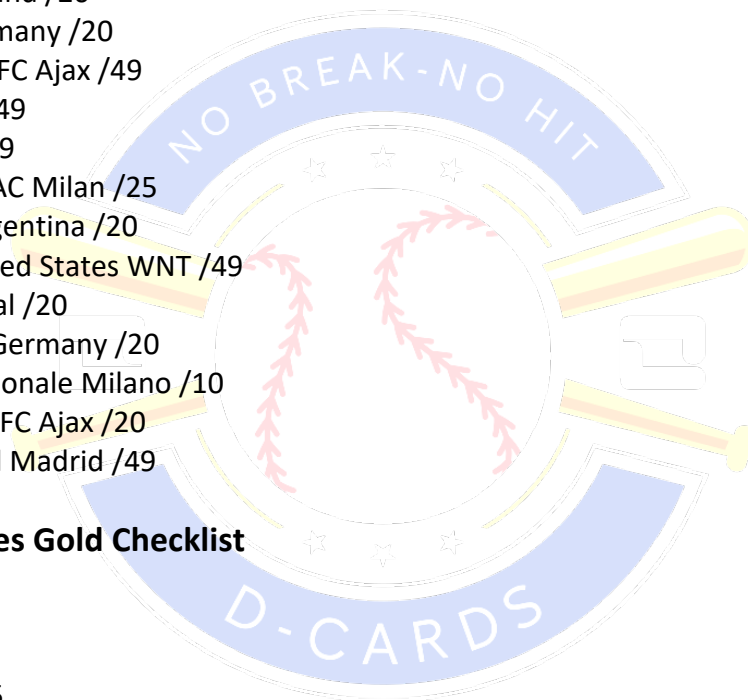 many /20
FC Ajax /49
NO BREAK-NO HIT
49
9
AC Milan /25
gentina /20
ed States WNT /49
al /20
Germany /20
onale Milano /10
FC Ajax /20
Madrid /49
es Gold Checklist
D-CARDS